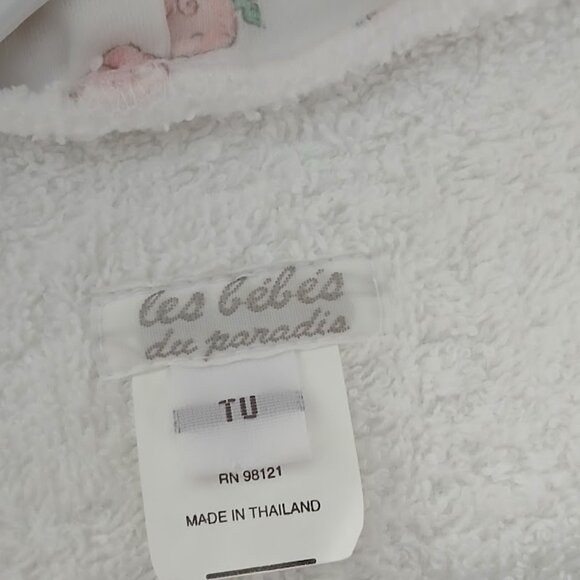 les bébés
du paradis
TU
RN 98121
MADE IN THAILAND